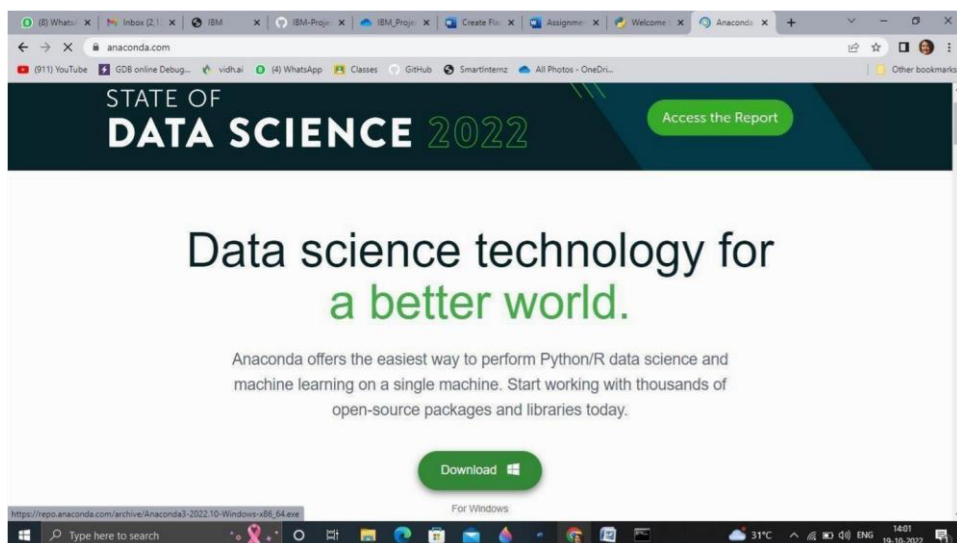 (8) Whats
Inbox (2,1
IBM
IBM-Proje
IBM_Proje
Create Fla
Assignme
Welcome
Anaconda
anaconda.com
(911) YouTube
GDB online Debug...
vidh.ai
(4) WhatsApp
Classes
GitHub
Smartinternz
All Photos - OneDri...
Other bookmarks
STATE OF
DATA SCIENCE 2022
Access the Report
Data science technology for
a better world.
Anaconda offers the easiest way to perform Python/R data science and
machine learning on a single machine. Start working with thousands of
open-source packages and libraries today.
Download
For Windows
https://repo.anaconda.com/archive/Anaconda3-2022.10-Windows-x86_64.exe
Type here to search
31°C
ENG
14:01
19-10-2022